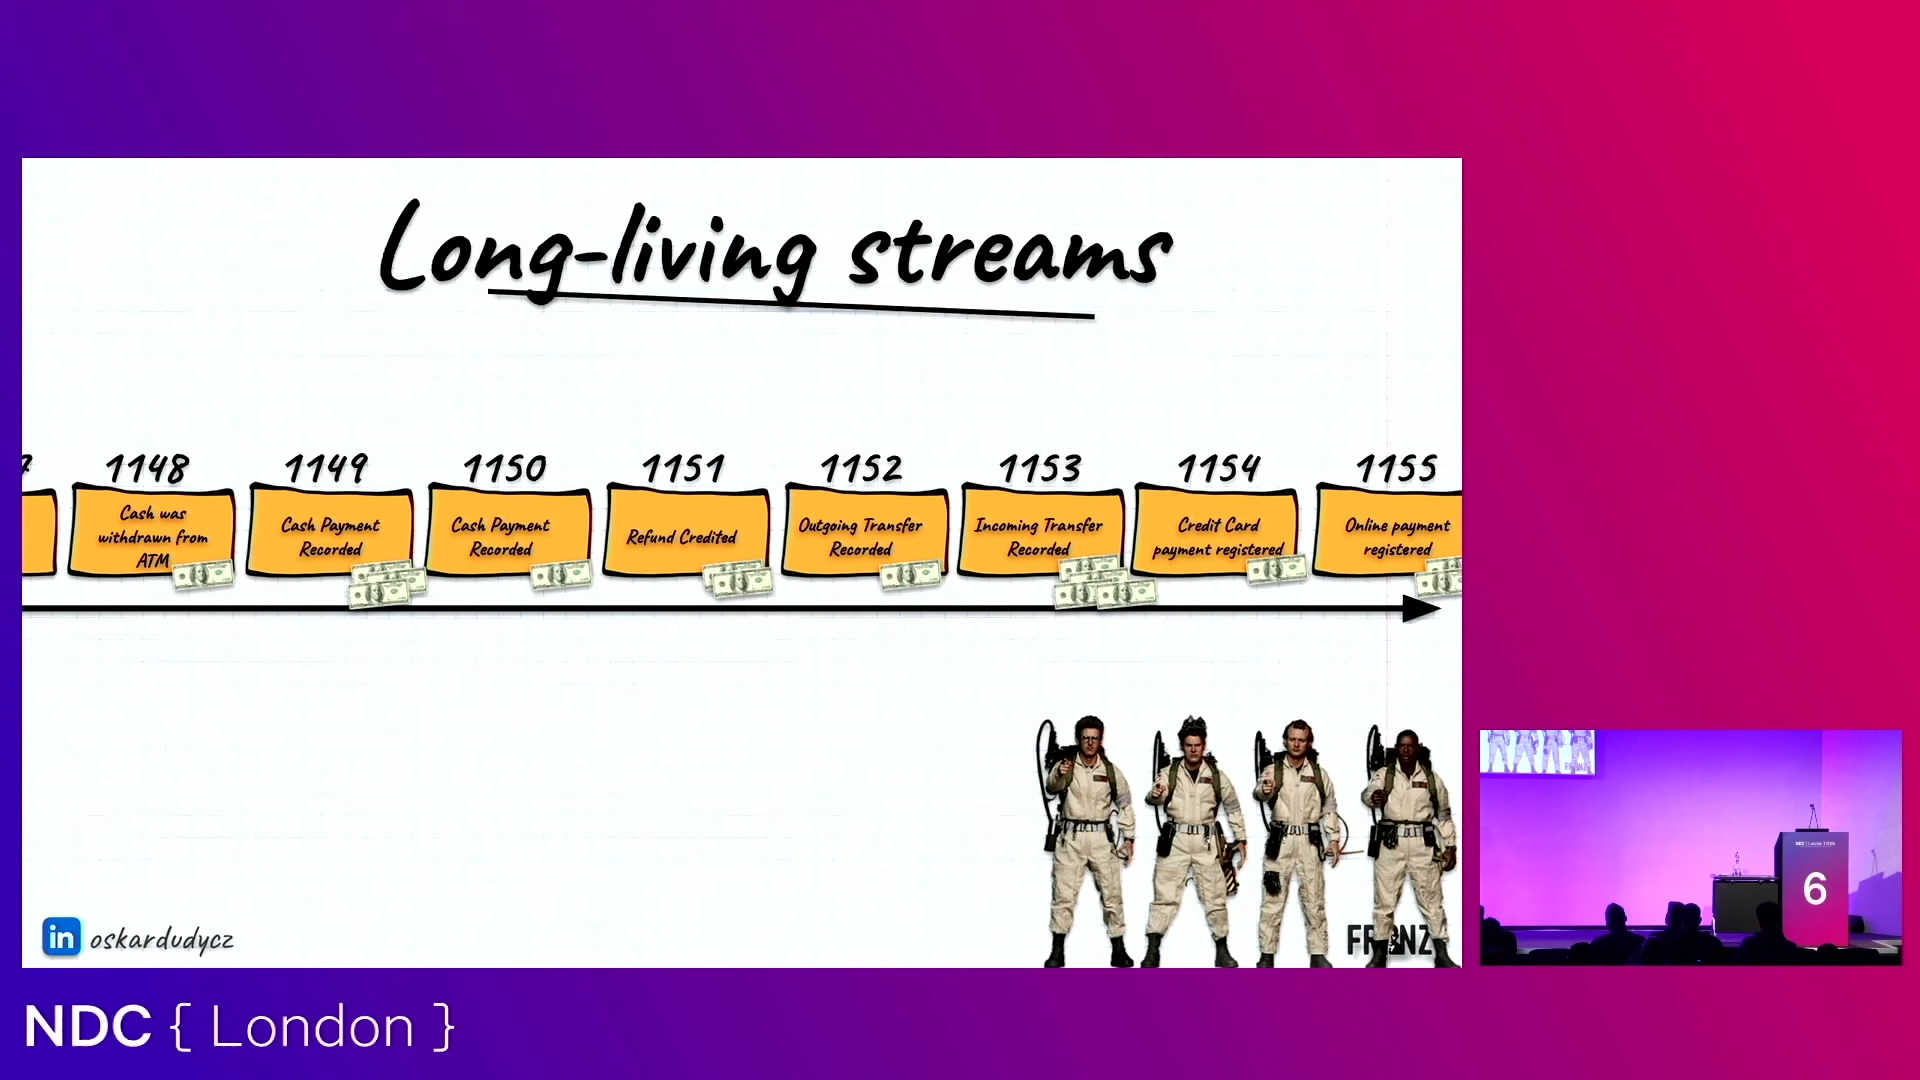 Long-living streams
1148
1149
1150
1151
1152
1153
1154
1155
Cash was
withdrawn from
ATM
Cash Payment
Recorded
Cash Payment
Recorded
Refund Credited
Outgoing Transfer
Recorded
Incoming Transfer
Recorded
Credit Card
payment registered
Online payment
registered
in oskardudycz
NDC { London }
6